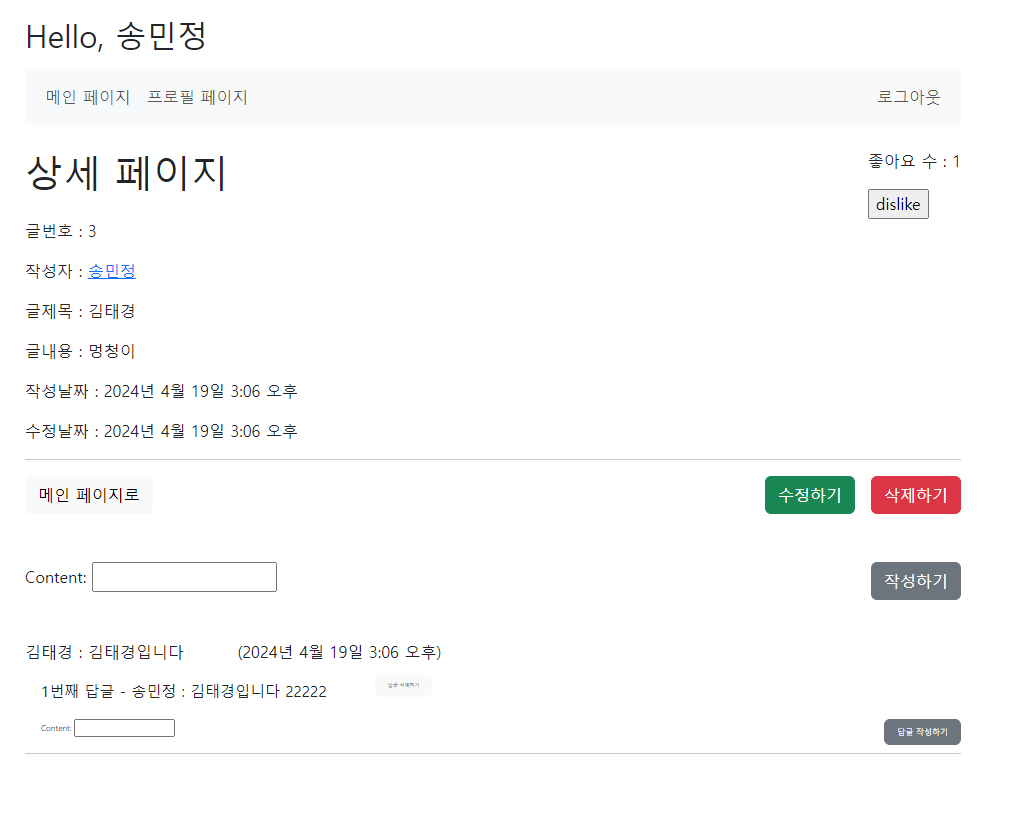 Hello, 송민정
메인 페이지 프로필 페이지 로그아웃
상세 페이지
좋아요 수 : 1
dislike
글번호 : 3
작성자 : 송민정
글제목 : 김태경
글내용 : 멍청이
작성날짜 : 2024년 4월 19일 3:06 오후
수정날짜 : 2024년 4월 19일 3:06 오후
메인 페이지로 수정하기 삭제하기
Content: 작성하기
김태경 : 김태경입니다 (2024년 4월 19일 3:06 오후)
1번째 답글 - 송민정 : 김태경입니다 22222 답글 삭제하기
Content: 답글 작성하기